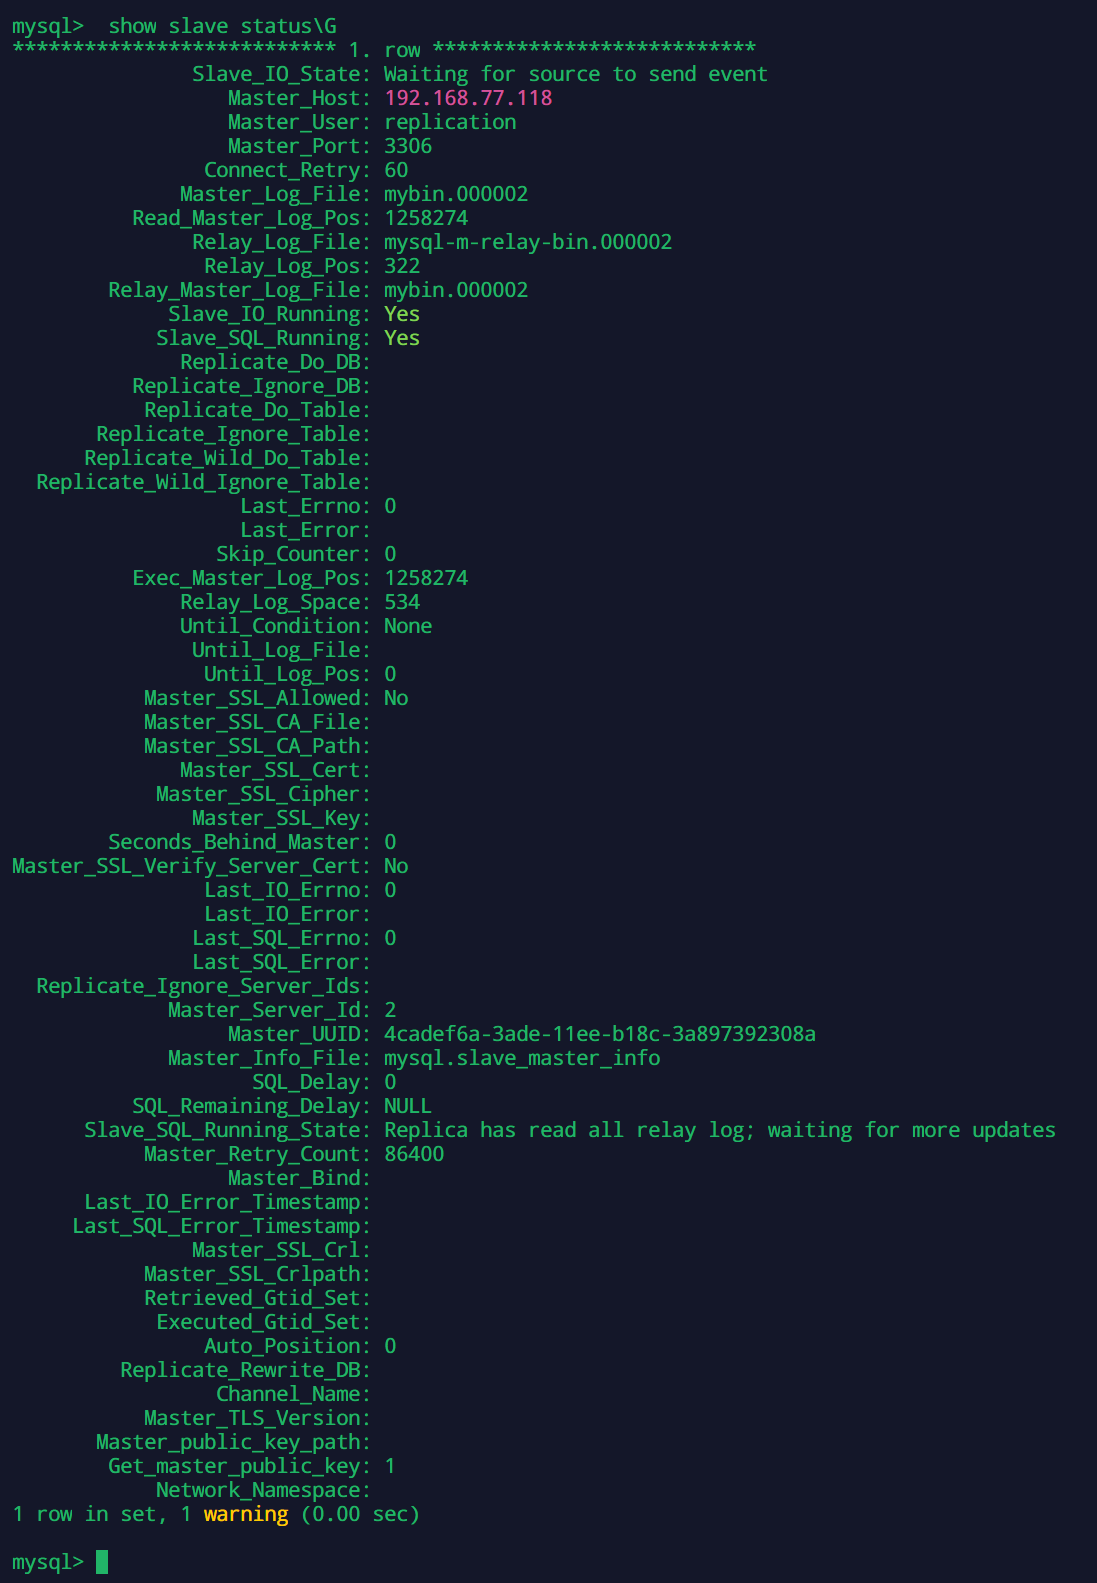 mysql>  show slave status\G
*************************** 1. row ***************************
               Slave_IO_State: Waiting for source to send event
                  Master_Host: 192.168.77.118
                  Master_User: replication
                  Master_Port: 3306
                Connect_Retry: 60
              Master_Log_File: mybin.000002
          Read_Master_Log_Pos: 1258274
               Relay_Log_File: mysql-m-relay-bin.000002
                Relay_Log_Pos: 322
        Relay_Master_Log_File: mybin.000002
             Slave_IO_Running: Yes
            Slave_SQL_Running: Yes
              Replicate_Do_DB:
          Replicate_Ignore_DB:
           Replicate_Do_Table:
       Replicate_Ignore_Table:
      Replicate_Wild_Do_Table:
  Replicate_Wild_Ignore_Table:
                   Last_Errno: 0
                   Last_Error:
                 Skip_Counter: 0
          Exec_Master_Log_Pos: 1258274
              Relay_Log_Space: 534
              Until_Condition: None
               Until_Log_File:
                Until_Log_Pos: 0
           Master_SSL_Allowed: No
           Master_SSL_CA_File:
           Master_SSL_CA_Path:
              Master_SSL_Cert:
            Master_SSL_Cipher:
               Master_SSL_Key:
        Seconds_Behind_Master: 0
Master_SSL_Verify_Server_Cert: No
                Last_IO_Errno: 0
                Last_IO_Error:
               Last_SQL_Errno: 0
               Last_SQL_Error:
  Replicate_Ignore_Server_Ids:
             Master_Server_Id: 2
                  Master_UUID: 4cadef6a-3ade-11ee-b18c-3a897392308a
             Master_Info_File: mysql.slave_master_info
                    SQL_Delay: 0
          SQL_Remaining_Delay: NULL
      Slave_SQL_Running_State: Replica has read all relay log; waiting for more updates
           Master_Retry_Count: 86400
                  Master_Bind:
      Last_IO_Error_Timestamp:
     Last_SQL_Error_Timestamp:
               Master_SSL_Crl:
           Master_SSL_Crlpath:
           Retrieved_Gtid_Set:
            Executed_Gtid_Set:
                Auto_Position: 0
         Replicate_Rewrite_DB:
                 Channel_Name:
           Master_TLS_Version:
       Master_public_key_path:
        Get_master_public_key: 1
            Network_Namespace:
1 row in set, 1 warning (0.00 sec)
mysql>